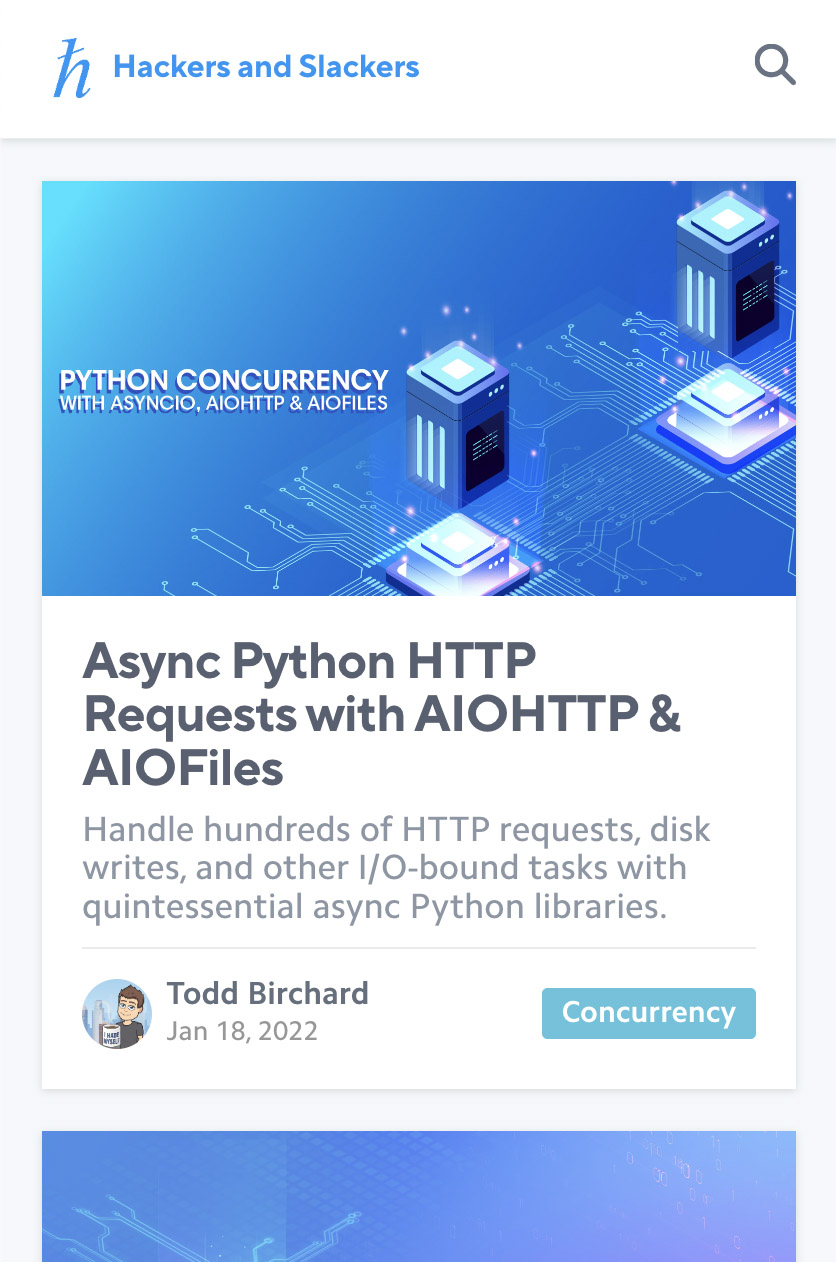 ℏ Hackers and Slackers
PYTHON CONCURRENCY
WITH ASYNCIO, AIOHTTP & AIOFILES
Async Python HTTP
Requests with AIOHTTP &
AIOFiles
Handle hundreds of HTTP requests, disk
writes, and other I/O-bound tasks with
quintessential async Python libraries.
Todd Birchard
Jan 18, 2022
I HATE
MYSELF
Concurrency